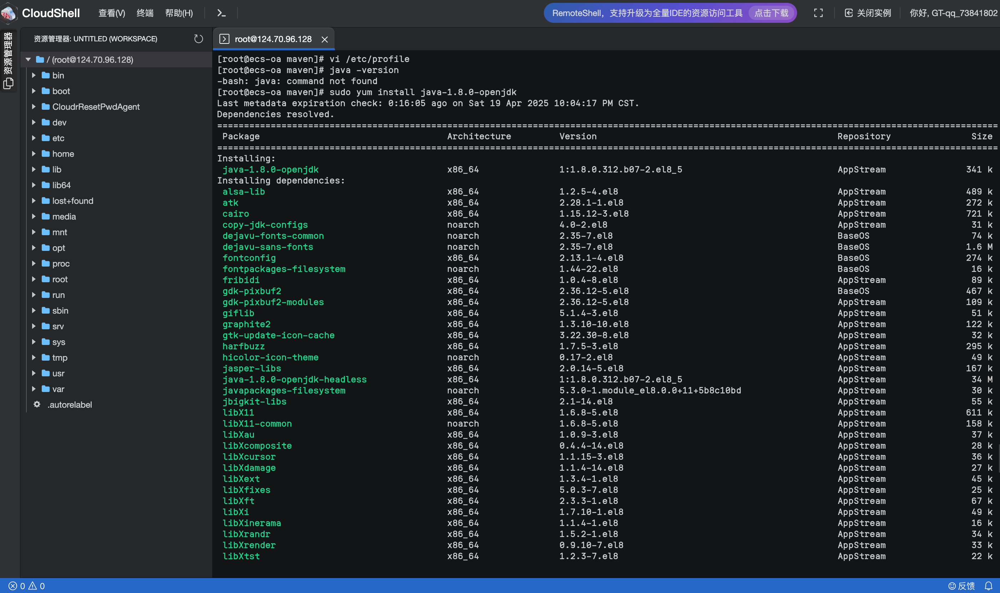 CloudShell 查看(V) 终端 帮助(H) RemoteShell，支持升级为全量IDE的资源访问工具 点击下载 关闭实例 你好, GT-qq_73841802
资源管理器
资源管理器: UNTITLED (WORKSPACE)
/ (root@124.70.96.128)
bin
boot
CloudrResetPwdAgent
dev
etc
home
lib
lib64
lost+found
media
mnt
opt
proc
root
run
sbin
srv
sys
tmp
usr
var
.autorelabel
root@124.70.96.128
[root@ecs-oa maven]# vi /etc/profile
[root@ecs-oa maven]# java -version
-bash: java: command not found
[root@ecs-oa maven]# sudo yum install java-1.8.0-openjdk
Last metadata expiration check: 0:16:05 ago on Sat 19 Apr 2025 10:04:17 PM CST.
Dependencies resolved.
Package Architecture Version Repository Size
Installing:
java-1.8.0-openjdk x86_64 1:1.8.0.312.b07-2.el8_5 AppStream 341 k
Installing dependencies:
alsa-lib x86_64 1.2.5-4.el8 AppStream 489 k
atk x86_64 2.28.1-1.el8 AppStream 272 k
cairo x86_64 1.15.12-3.el8 AppStream 721 k
copy-jdk-configs noarch 4.0-2.el8 AppStream 31 k
dejavu-fonts-common noarch 2.35-7.el8 BaseOS 74 k
dejavu-sans-fonts noarch 2.35-7.el8 BaseOS 1.6 M
fontconfig x86_64 2.13.1-4.el8 BaseOS 274 k
fontpackages-filesystem noarch 1.44-22.el8 BaseOS 16 k
fribidi x86_64 1.0.4-8.el8 AppStream 89 k
gdk-pixbuf2 x86_64 2.36.12-5.el8 BaseOS 467 k
gdk-pixbuf2-modules x86_64 2.36.12-5.el8 AppStream 109 k
giflib x86_64 5.1.4-3.el8 AppStream 51 k
graphite2 x86_64 1.3.10-10.el8 AppStream 122 k
gtk-update-icon-cache x86_64 3.22.30-8.el8 AppStream 32 k
harfbuzz x86_64 1.7.5-3.el8 AppStream 295 k
hicolor-icon-theme noarch 0.17-2.el8 AppStream 49 k
jasper-libs x86_64 2.0.14-5.el8 AppStream 167 k
java-1.8.0-openjdk-headless x86_64 1:1.8.0.312.b07-2.el8_5 AppStream 34 M
javapackages-filesystem noarch 5.3.0-1.module_el8.0.0+11+5b8c10bd AppStream 30 k
jbigkit-libs x86_64 2.1-14.el8 AppStream 55 k
libX11 x86_64 1.6.8-5.el8 AppStream 611 k
libX11-common noarch 1.6.8-5.el8 AppStream 158 k
libXau x86_64 1.0.9-3.el8 AppStream 37 k
libXcomposite x86_64 0.4.4-14.el8 AppStream 28 k
libXcursor x86_64 1.1.15-3.el8 AppStream 36 k
libXdamage x86_64 1.1.4-14.el8 AppStream 27 k
libXext x86_64 1.3.4-1.el8 AppStream 45 k
libXfixes x86_64 5.0.3-7.el8 AppStream 25 k
libXft x86_64 2.3.3-1.el8 AppStream 67 k
libXi x86_64 1.7.10-1.el8 AppStream 49 k
libXinerama x86_64 1.1.4-1.el8 AppStream 16 k
libXrandr x86_64 1.5.2-1.el8 AppStream 34 k
libXrender x86_64 0.9.10-7.el8 AppStream 33 k
libXtst x86_64 1.2.3-7.el8 AppStream 22 k
0 0 反馈